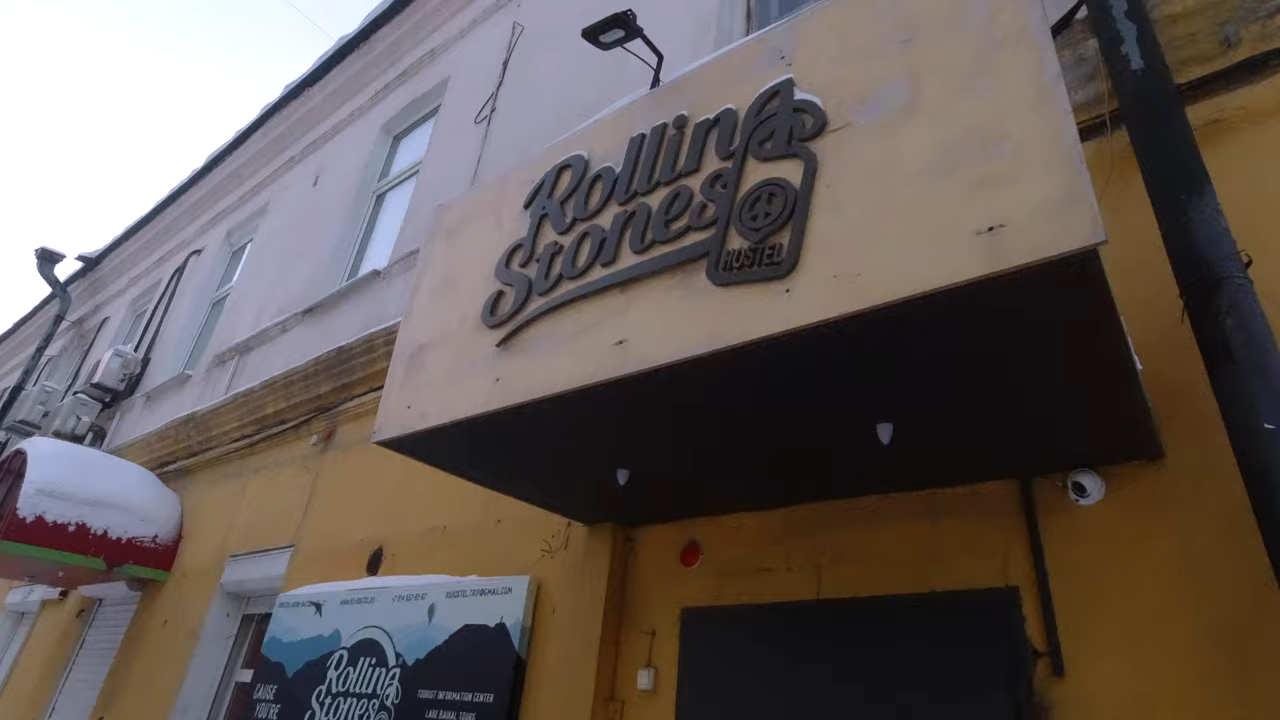 Rolling
Stones
HOSTEL
Rolling
Stones
CAUSE
YOU'RE
TOURIST INFORMATION CENTER
LAKE BAIKAL TOURS